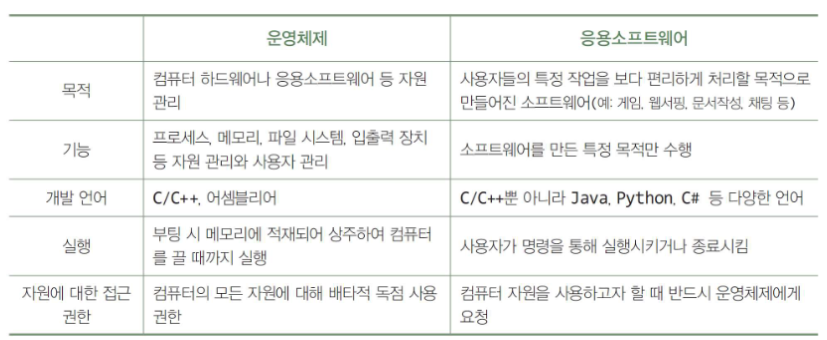 운영체제 응용소프트웨어
목적
컴퓨터 하드웨어나 응용소프트웨어 등 자원
관리
사용자들의 특정 작업을 보다 편리하게 처리할 목적으로
만들어진 소프트웨어(예: 게임, 웹서핑, 문서작성, 채팅 등)
기능
프로세스, 메모리, 파일 시스템, 입출력 장치
등 자원 관리와 사용자 관리
소프트웨어를 만든 특정 목적만 수행
개발 언어
C/C++, 어셈블리어
C/C++뿐 아니라 Java, Python, C# 등 다양한 언어
실행
부팅 시 메모리에 적재되어 상주하여 컴퓨터
를 끌 때까지 실행
사용자가 명령을 통해 실행시키거나 종료시킴
자원에 대한 접근
권한
컴퓨터의 모든 자원에 대해 배타적 독점 사용
권한
컴퓨터 자원을 사용하고자 할 때 반드시 운영체제에게
요청